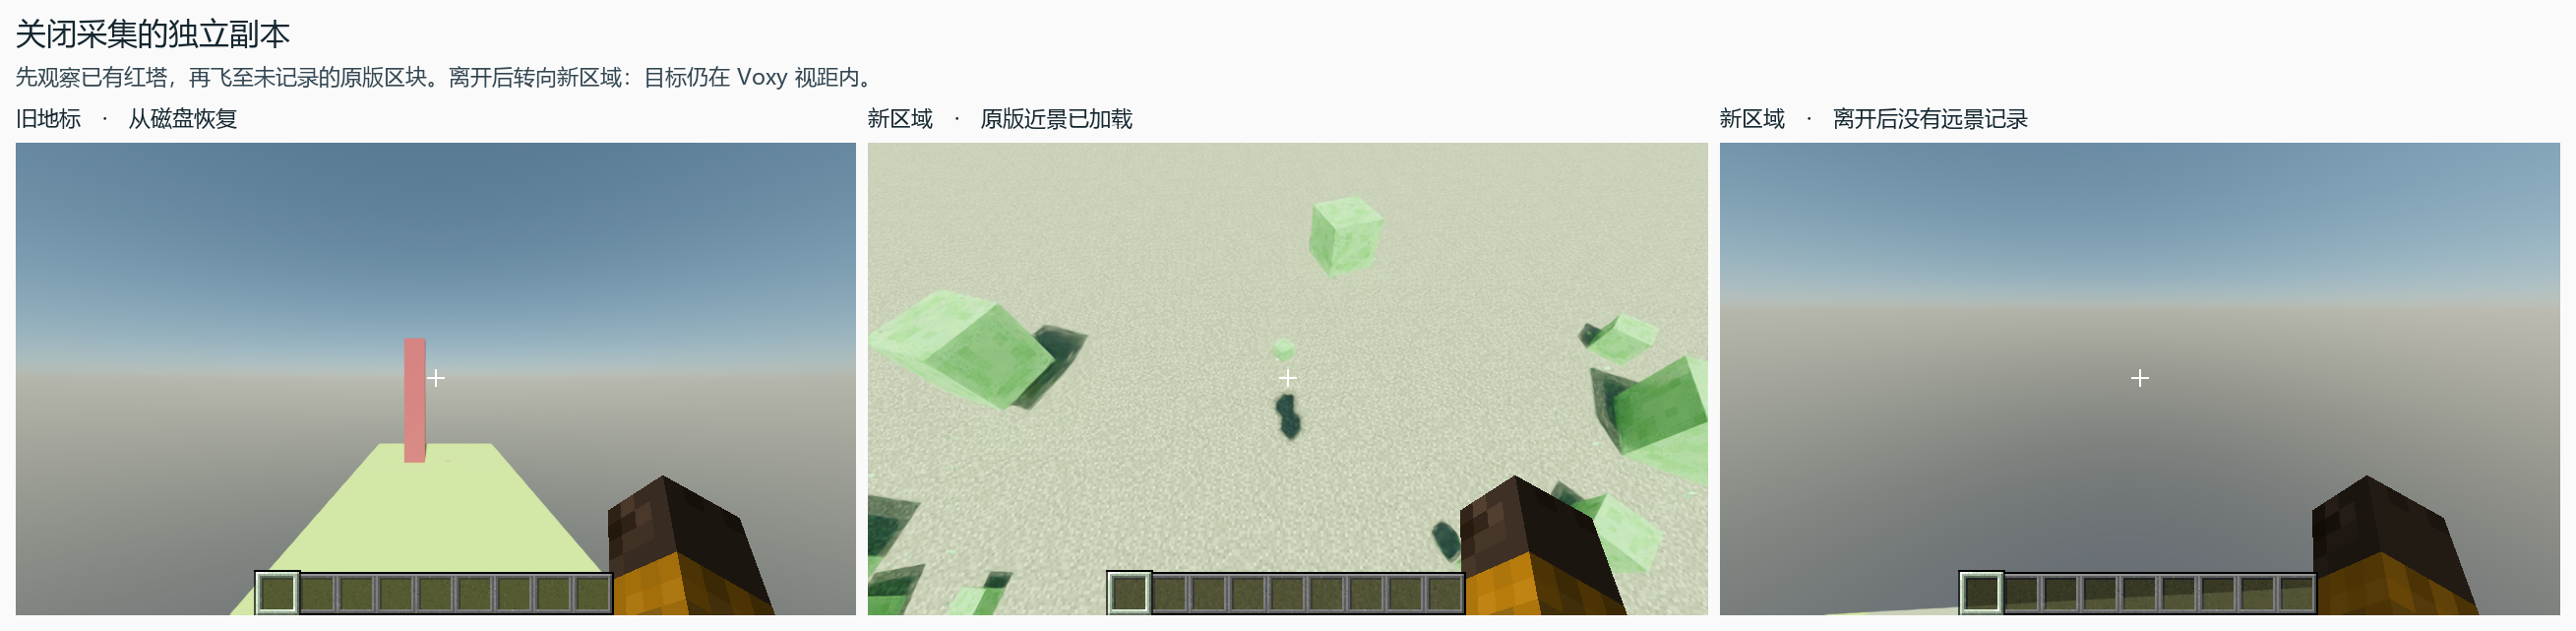 关闭采集的独立副本
先观察已有红塔，再飞至未记录的原版区块。离开后转向新区域：目标仍在 Voxy 视距内。
旧地标 · 从磁盘恢复
新区域 · 原版近景已加载
新区域 · 离开后没有远景记录